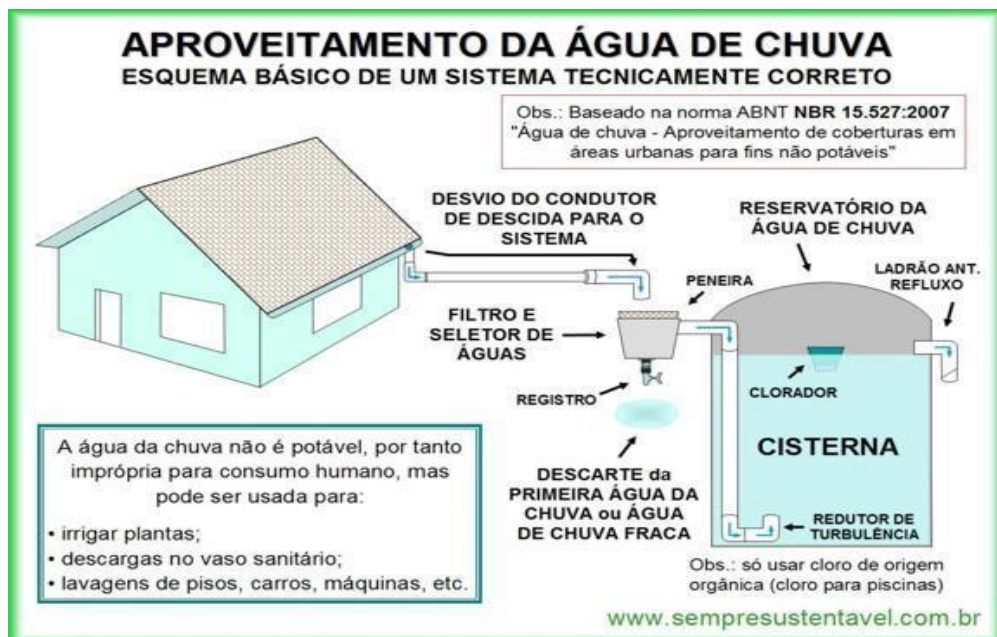 APROVEITAMENTO DA ÁGUA DE CHUVA
ESQUEMA BÁSICO DE UM SISTEMA TECNICAMENTE CORRETO
Obs.: Baseado na norma ABNT NBR 15.527:2007
"Água de chuva - Aproveitamento de coberturas em
áreas urbanas para fins não potáveis"
DESVIO DO CONDUTOR
DE DESCIDA PARA O
SISTEMA
RESERVATÓRIO DA
ÁGUA DE CHUVA
LADRÃO ANT.
REFLUXO
PENEIRA
FILTRO E
SELETOR DE
ÁGUAS
REGISTRO
CLORADOR
CISTERNA
DESCARTE da
PRIMEIRA ÁGUA DA
CHUVA ou ÁGUA
DE CHUVA FRACA
REDUTOR DE
TURBULÊNCIA
A água da chuva não é potável, por tanto
imprópria para consumo humano, mas
pode ser usada para:
• irrigar plantas;
• descargas no vaso sanitário;
• lavagens de pisos, carros, máquinas, etc.
Obs.: só usar cloro de origem
orgânica (cloro para piscinas)
www.sempresustentavel.com.br